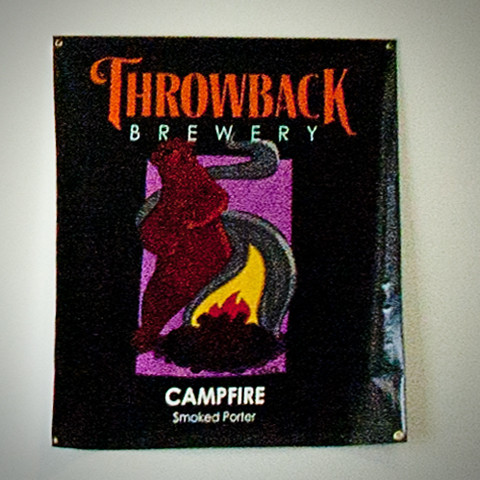 THROWBACK
BREWERY
CAMPFIRE
Smoked Porter